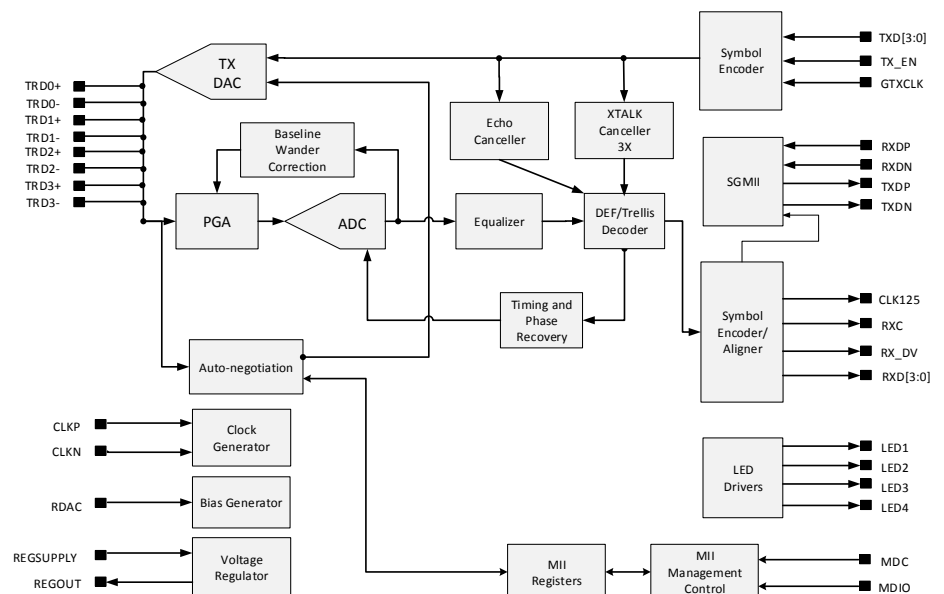 TX
DAC
Symbol
Encoder
TXD[3:0]
TX_EN
GTXCLK
TRD0+
TRD0-
TRD1+
TRD1-
TRD2+
TRD2-
TRD3+
TRD3-
Baseline
Wander
Correction
Echo
Canceller
XTALK
Canceller
3X
SGMII
RXDP
RXDN
TXDP
TXDN
PGA
ADC
Equalizer
DEF/Trellis
Decoder
Timing and
Phase
Recovery
Symbol
Encoder/
Aligner
CLK125
RXC
RX_DV
RXD[3:0]
Auto-negotiation
CLKP
CLKN
Clock
Generator
LED
Drivers
LED1
LED2
LED3
LED4
RDAC
Bias Generator
REGSUPPLY
REGOUT
Voltage
Regulator
MII
Registers
MII
Management
Control
MDC
MDIO